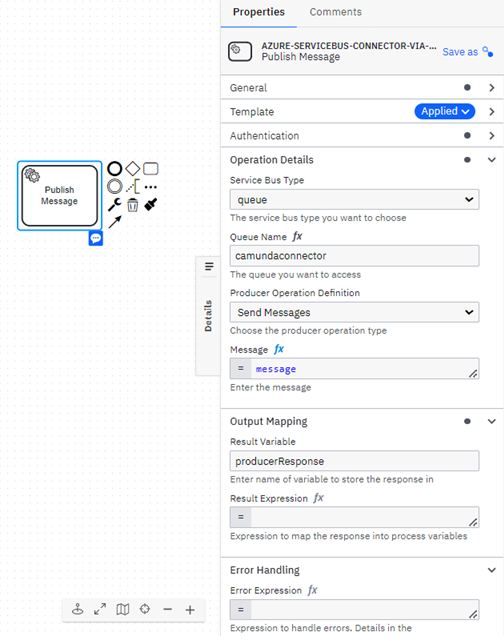 Properties
Comments
AZURE-SERVICEBUS-CONNECTOR-VIA-...
Publish Message
Save as
General
Template
Applied
Authentication
Operation Details
Service Bus Type
queue
The service bus type you want to choose
Queue Name fx
camundaconnector
The queue you want to access
Producer Operation Definition
Send Messages
Choose the producer operation type
Message fx
= message
Enter the message
Output Mapping
Result Variable
producerResponse
Enter name of variable to store the response in
Result Expression fx
=
Expression to map the response into process variables
Error Handling
Error Expression fx
=
Expression to handle errors. Details in the
Publish
Message
Details